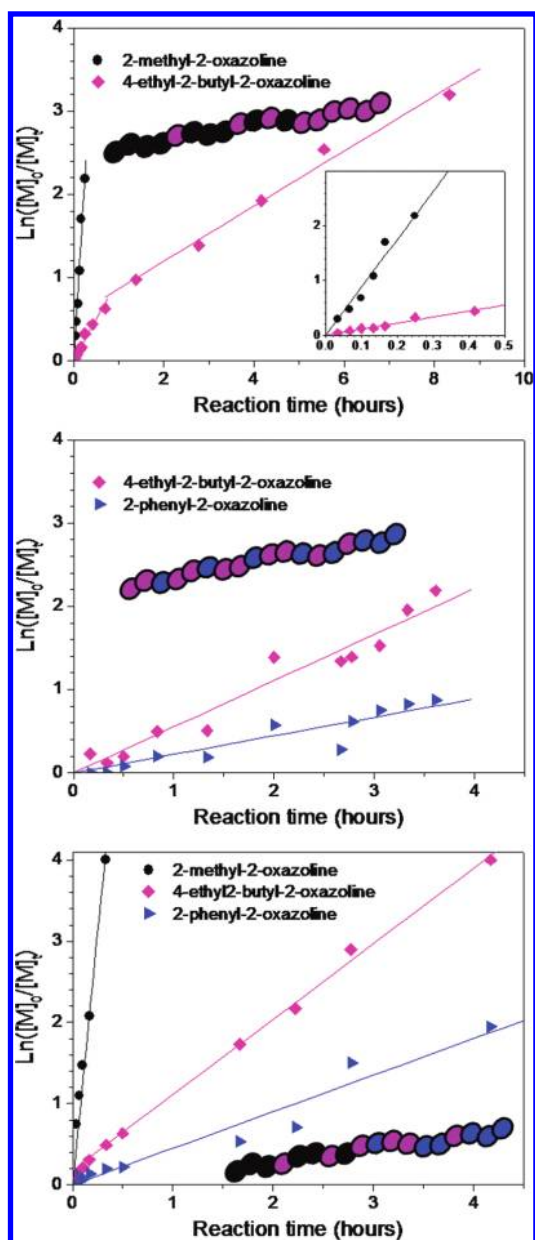 2-methyl-2-oxazoline
4-ethyl-2-butyl-2-oxazoline
Ln([M]₀/[M]ₜ)
4
3
2
1
0
2
1
0
0.0 0.1 0.2 0.3 0.4 0.5
0 2 4 6 8 10
Reaction time (hours)
4-ethyl-2-butyl-2-oxazoline
2-phenyl-2-oxazoline
Ln([M]₀/[M]ₜ)
4
3
2
1
0
0 1 2 3 4
Reaction time (hours)
2-methyl-2-oxazoline
4-ethyl2-butyl-2-oxazoline
2-phenyl-2-oxazoline
Ln([M]₀/[M]ₜ)
4
3
2
1
0
0 1 2 3 4
Reaction time (hours)